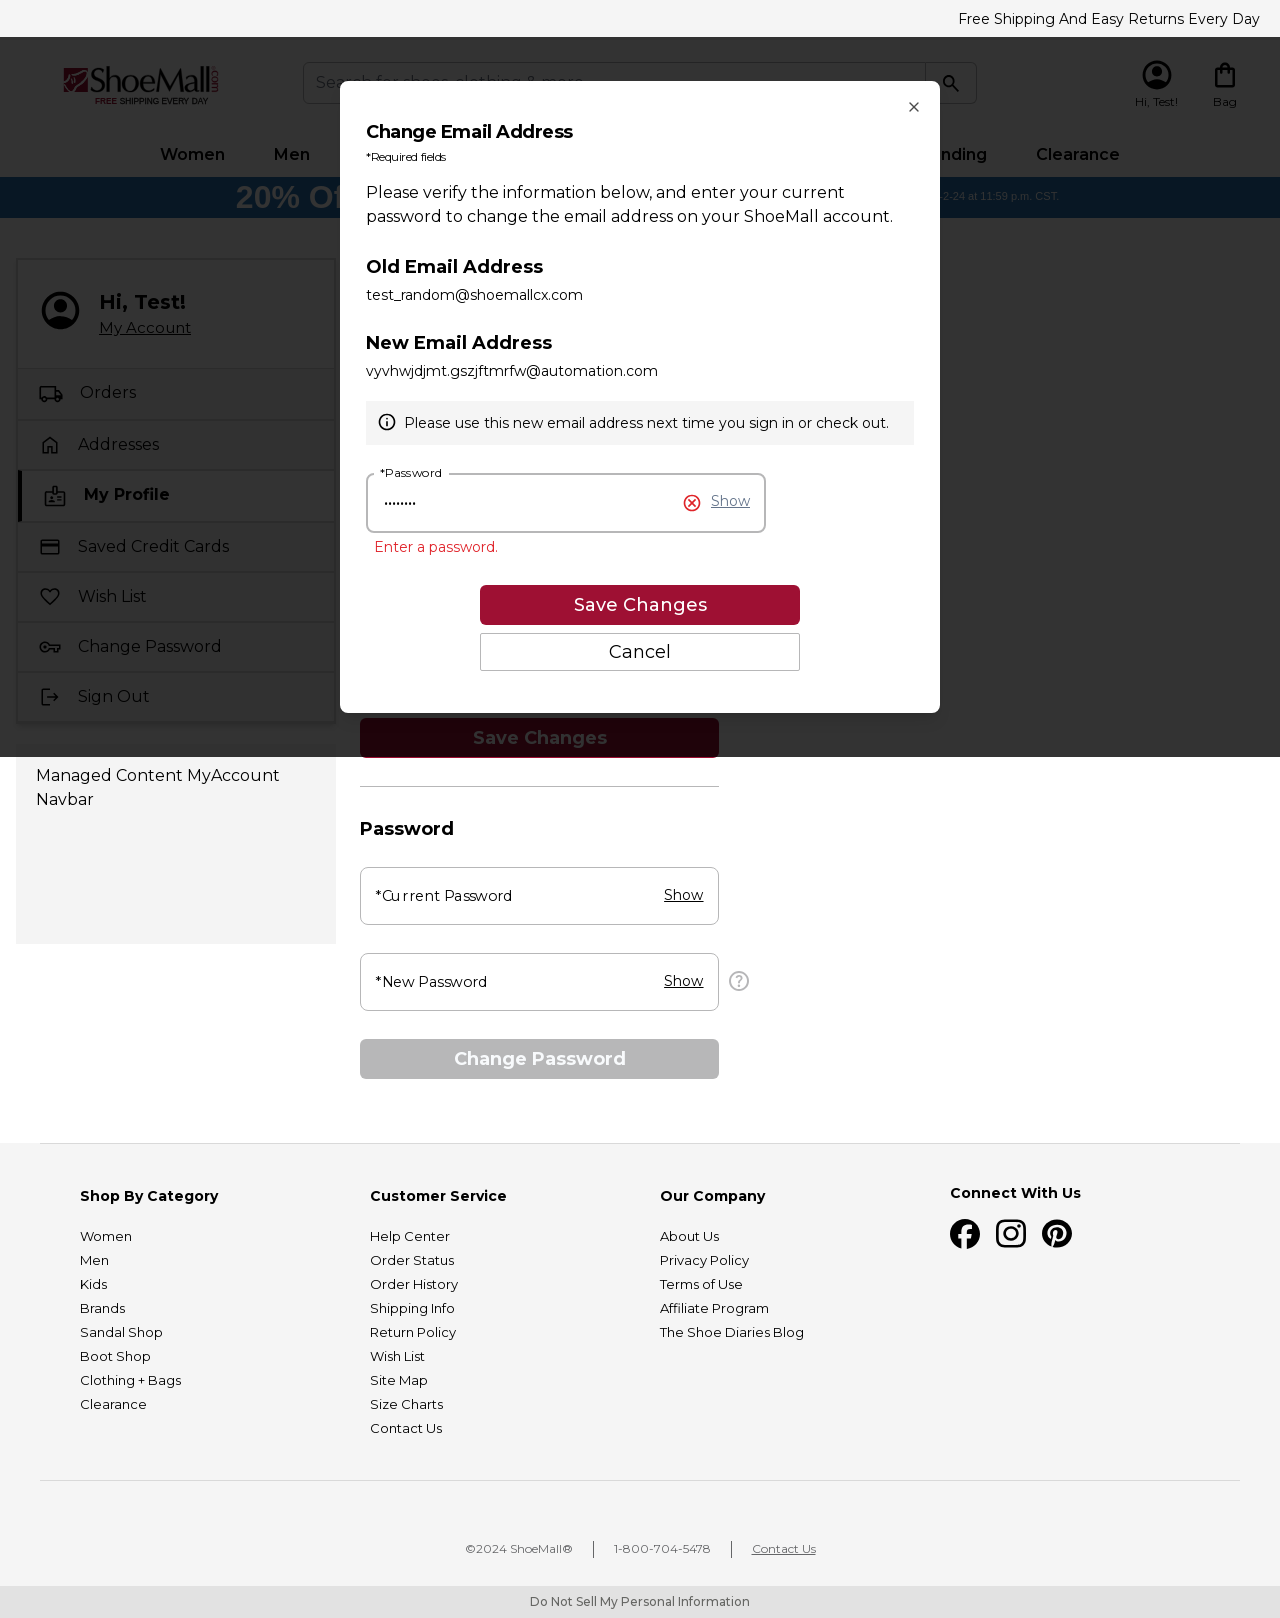 Free Shipping And Easy Returns Every Day
ShoeMall.com
FREE SHIPPING EVERY DAY
Search for shoes, clothing & more
Hi, Test!
Bag
Women
Men
Clearance
20%
-2-24 at 11:59 p.m. CST.
Change Email Address
*Required fields
Please verify the information below, and enter your current
password to change the email address on your ShoeMall account.
Old Email Address
test_random@shoemallcx.com
New Email Address
vyvhwjdjmt.gszjftmrfw@automation.com
Please use this new email address next time you sign in or check out.
*Password
••••••••
Show
Enter a password.
Save Changes
Cancel
Hi, Test!
My Account
Orders
Addresses
My Profile
Saved Credit Cards
Wish List
Change Password
Sign Out
Managed Content MyAccount
Navbar
Save Changes
Password
*Current Password
Show
*New Password
Show
Change Password
Shop By Category
Women
Men
Kids
Brands
Sandal Shop
Boot Shop
Clothing + Bags
Clearance
Customer Service
Help Center
Order Status
Order History
Shipping Info
Return Policy
Wish List
Site Map
Size Charts
Contact Us
Our Company
About Us
Privacy Policy
Terms of Use
Affiliate Program
The Shoe Diaries Blog
Connect With Us
©2024 ShoeMall®
1-800-704-5478
Contact Us
Do Not Sell My Personal Information